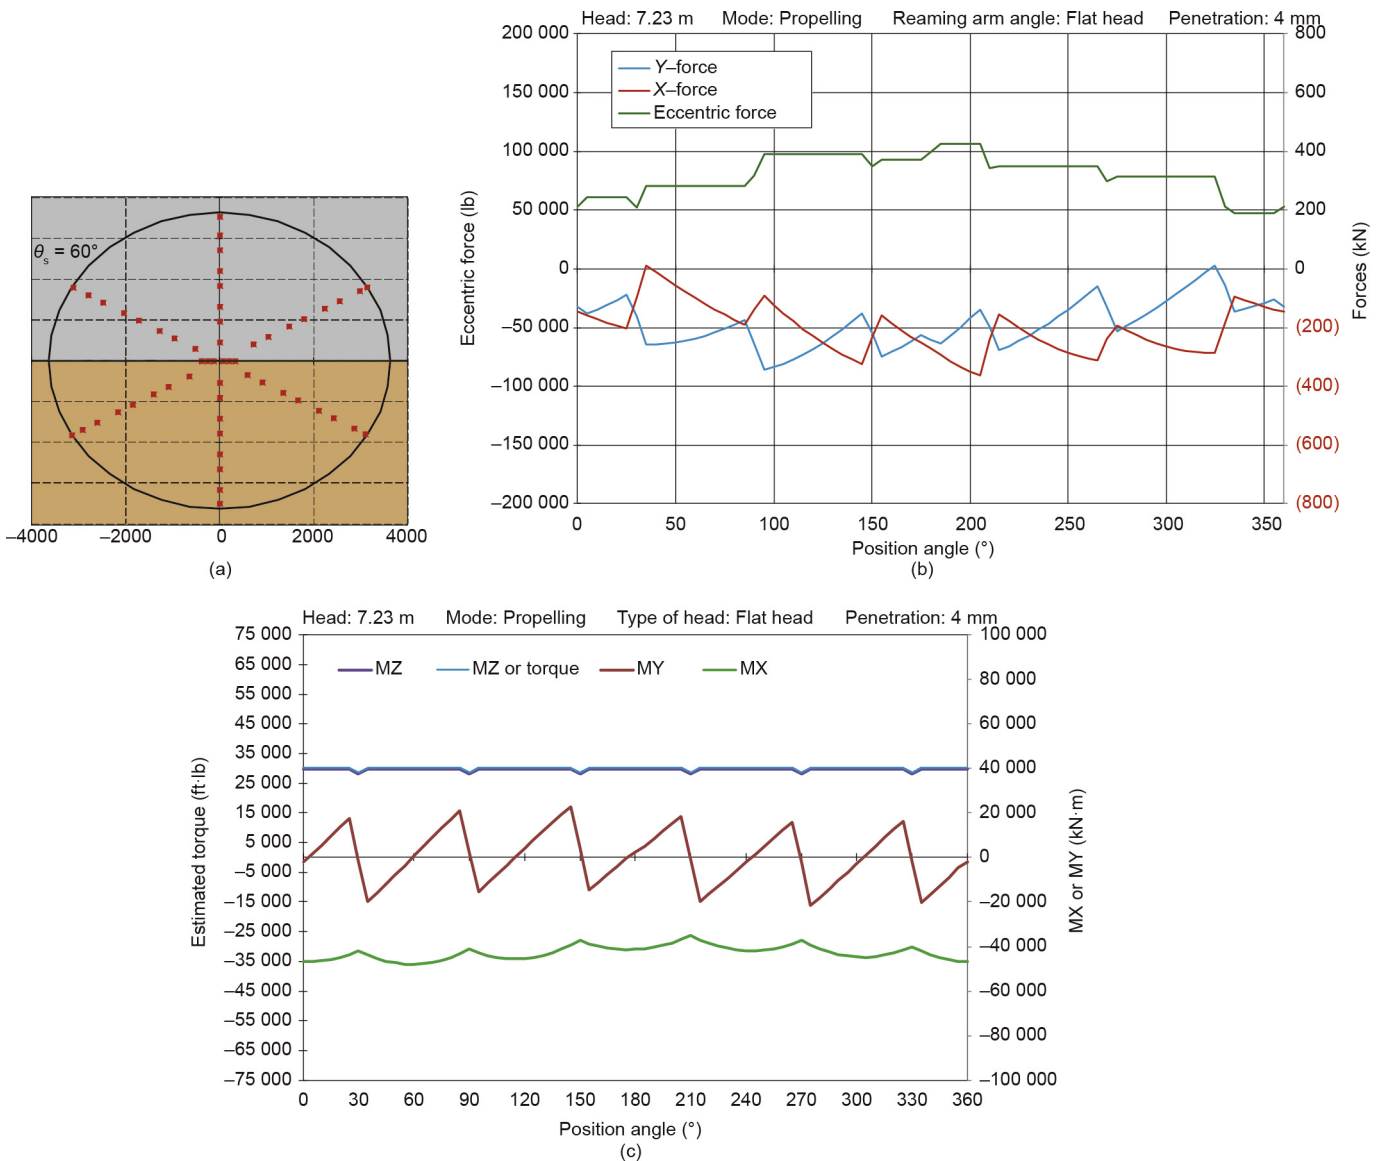 θs = 60°
–4000 –2000 0 2000 4000
(a)
Head: 7.23 m Mode: Propelling Reaming arm angle: Flat head Penetration: 4 mm
200 000 800
150 000 600
100 000 400
50 000 200
0 0
–50 000 (200)
–100 000 (400)
–150 000 (600)
–200 000 (800)
Eccentric force (lb)
Forces (kN)
Y–force
X–force
Eccentric force
0 50 100 150 200 250 300 350
Position angle (°)
(b)
Head: 7.23 m Mode: Propelling Type of head: Flat head Penetration: 4 mm
MZ MZ or torque MY MX
75 000
65 000
55 000
45 000
35 000
25 000
15 000
5 000
–5 000
–15 000
–25 000
–35 000
–45 000
–55 000
–65 000
–75 000
Estimated torque (ft·lb)
100 000
80 000
60 000
40 000
20 000
0
–20 000
–40 000
–60 000
–80 000
–100 000
MX or MY (kN·m)
0 30 60 90 120 150 180 210 240 270 300 330 360
Position angle (°)
(c)